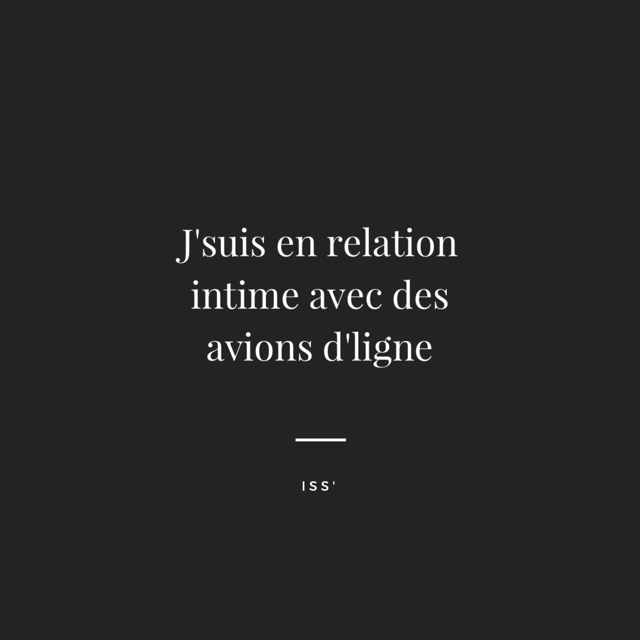 J'suis en relation
intime avec des
avions d'ligne
ISS'